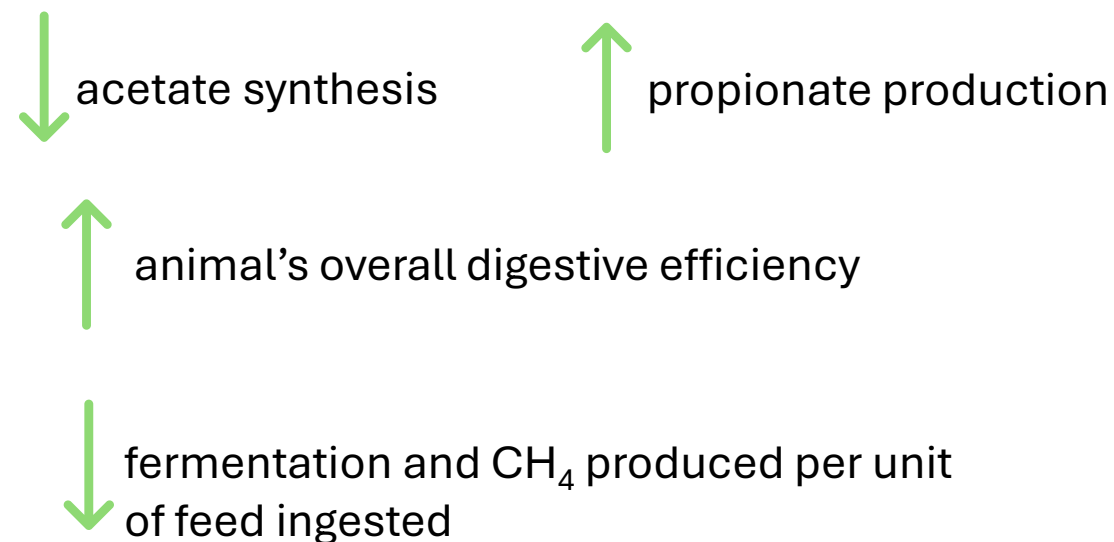 acetate synthesis
propionate production
animal’s overall digestive efficiency
fermentation and CH₄ produced per unit
of feed ingested